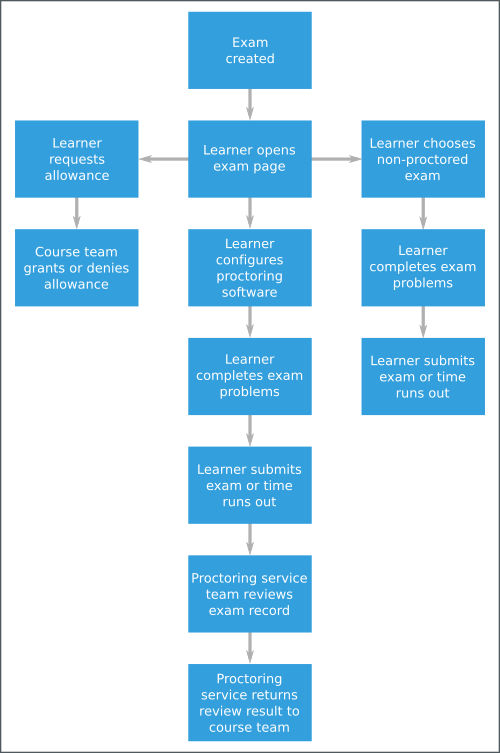 Exam
created
Learner
requests
allowance
Learner opens
exam page
Learner chooses
non-proctored
exam
Course team
grants or denies
allowance
Learner
configures
proctoring
software
Learner
completes exam
problems
Learner
completes exam
problems
Learner submits
exam or time
runs out
Learner submits
exam or time
runs out
Proctoring service
team reviews
exam record
Proctoring
service returns
review result to
course team